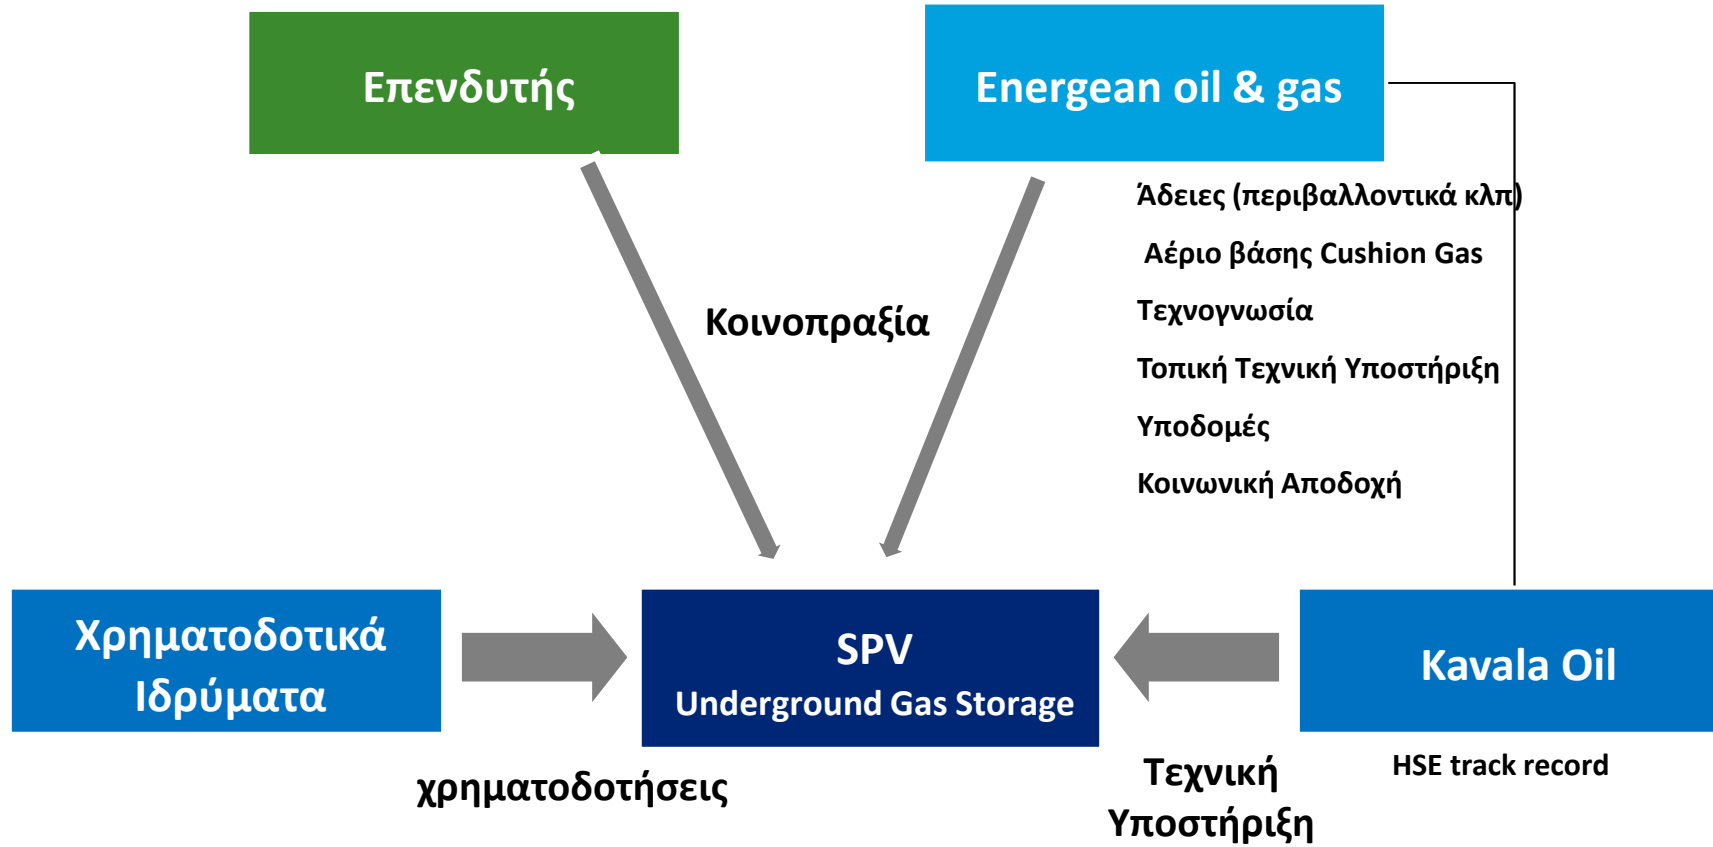 Επενδυτής
Energean oil & gas
Άδειες (περιβαλλοντικά κλπ)
Αέριο βάσης Cushion Gas
Τεχνογνωσία
Τοπική Τεχνική Υποστήριξη
Υποδομές
Κοινωνική Αποδοχή
Κοινοπραξία
Χρηματοδοτικά
Ιδρύματα
SPV
Underground Gas Storage
Kavala Oil
χρηματοδοτήσεις
Τεχνική
Υποστήριξη
HSE track record